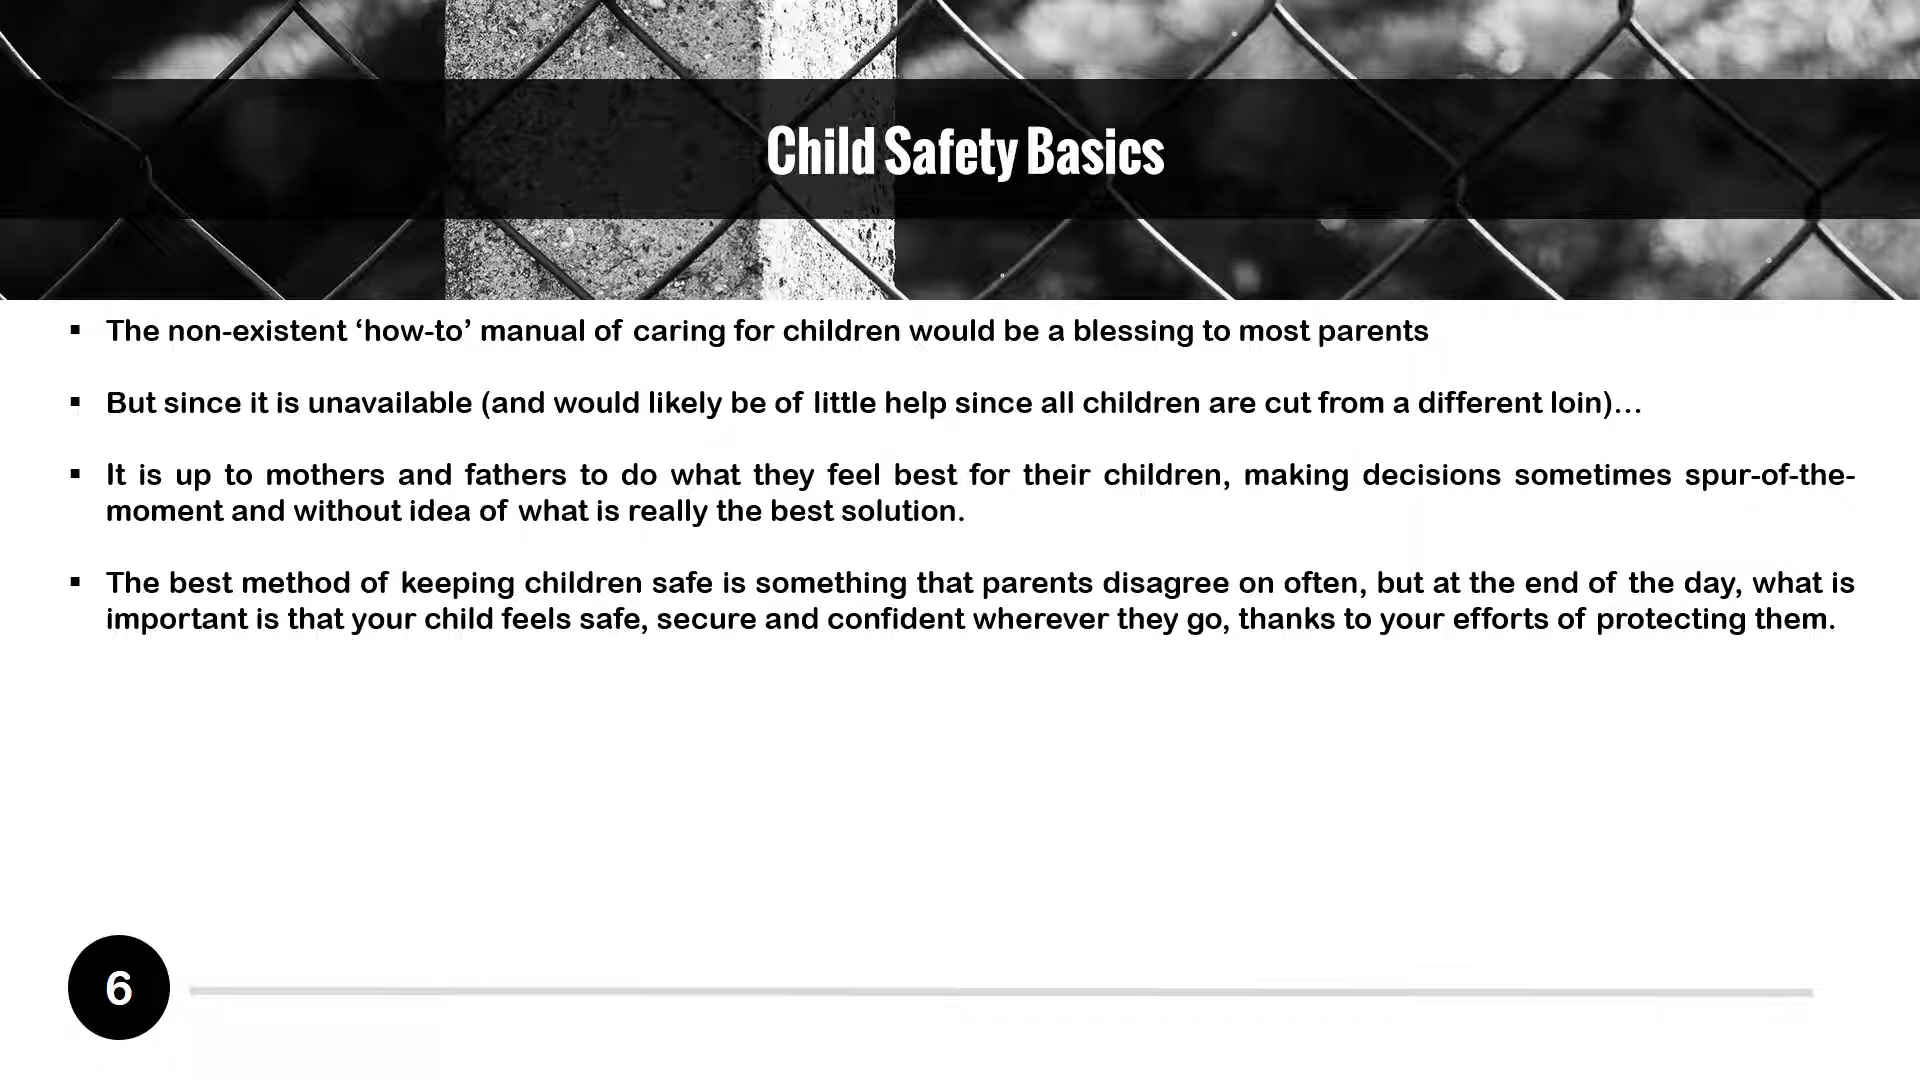 Child Safety Basics
▪ The non-existent ‘how-to’ manual of caring for children would be a blessing to most parents
▪ But since it is unavailable (and would likely be of little help since all children are cut from a different loin)…
▪ It is up to mothers and fathers to do what they feel best for their children, making decisions sometimes spur-of-the-
moment and without idea of what is really the best solution.
▪ The best method of keeping children safe is something that parents disagree on often, but at the end of the day, what is
important is that your child feels safe, secure and confident wherever they go, thanks to your efforts of protecting them.
6